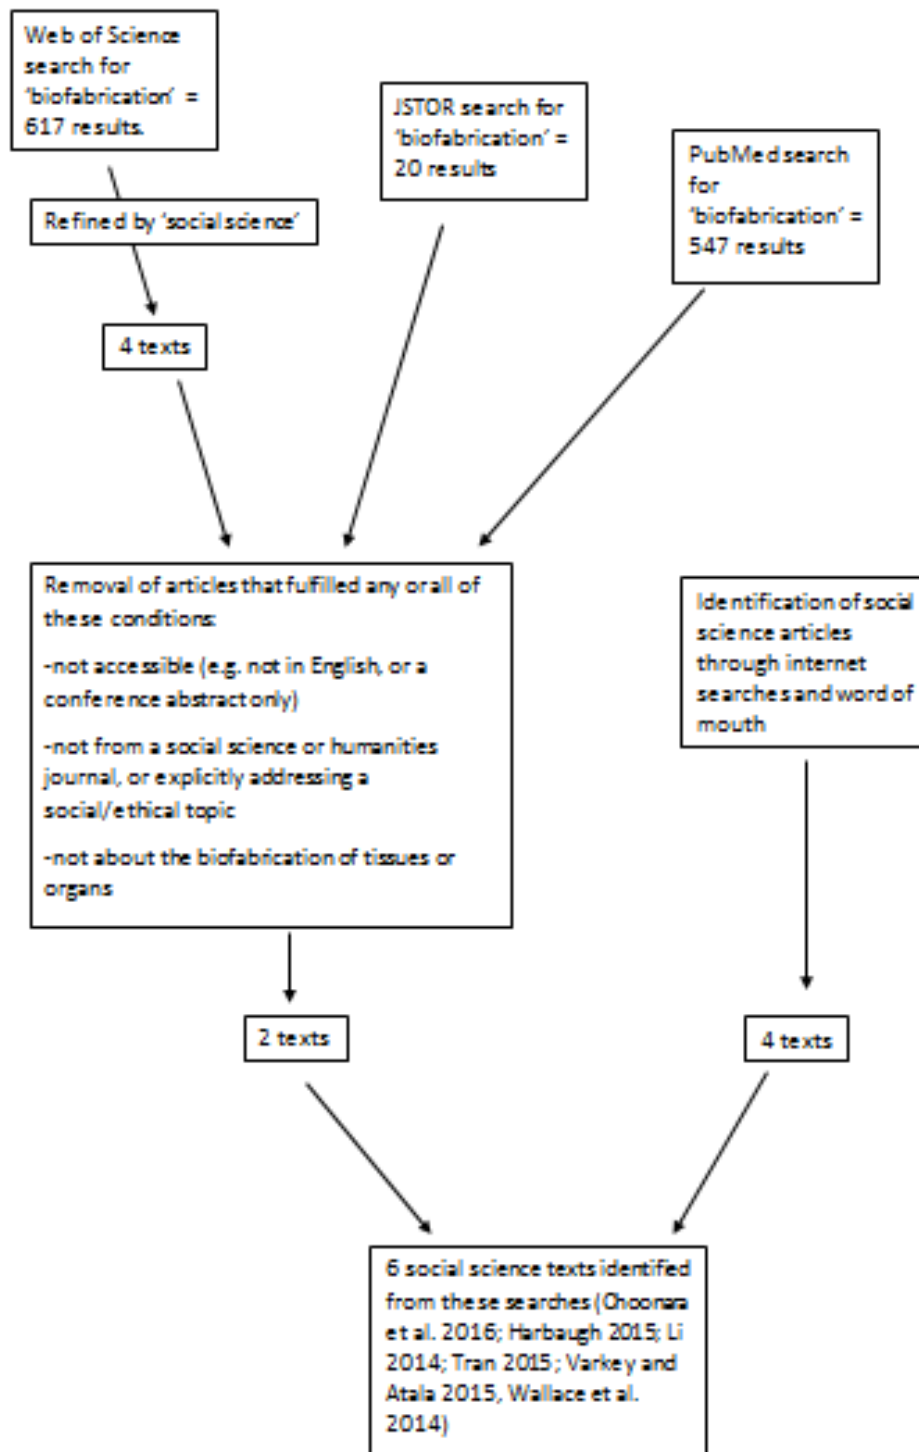 Web of Science
search for
‘biofabrication’ =
617 results.
JSTOR search for
‘biofabrication’ =
20 results
PubMed search
for
‘biofabrication’ =
547 results
Refined by ‘social science’
4 texts
Removal of articles that fulfilled any or all of
these conditions:
-not accessible (e.g. not in English, or a
conference abstract only)
-not from a social science or humanities
journal, or explicitly addressing a
social/ethical topic
-not about the biofabrication of tissues or
organs
Identification of social
science articles
through internet
searches and word of
mouth
2 texts
4 texts
6 social science texts identified
from these searches (Choonara
et al. 2016; Harbaugh 2015; Li
2014; Tran 2015; Varkey and
Atala 2015, Wallace et al.
2014)